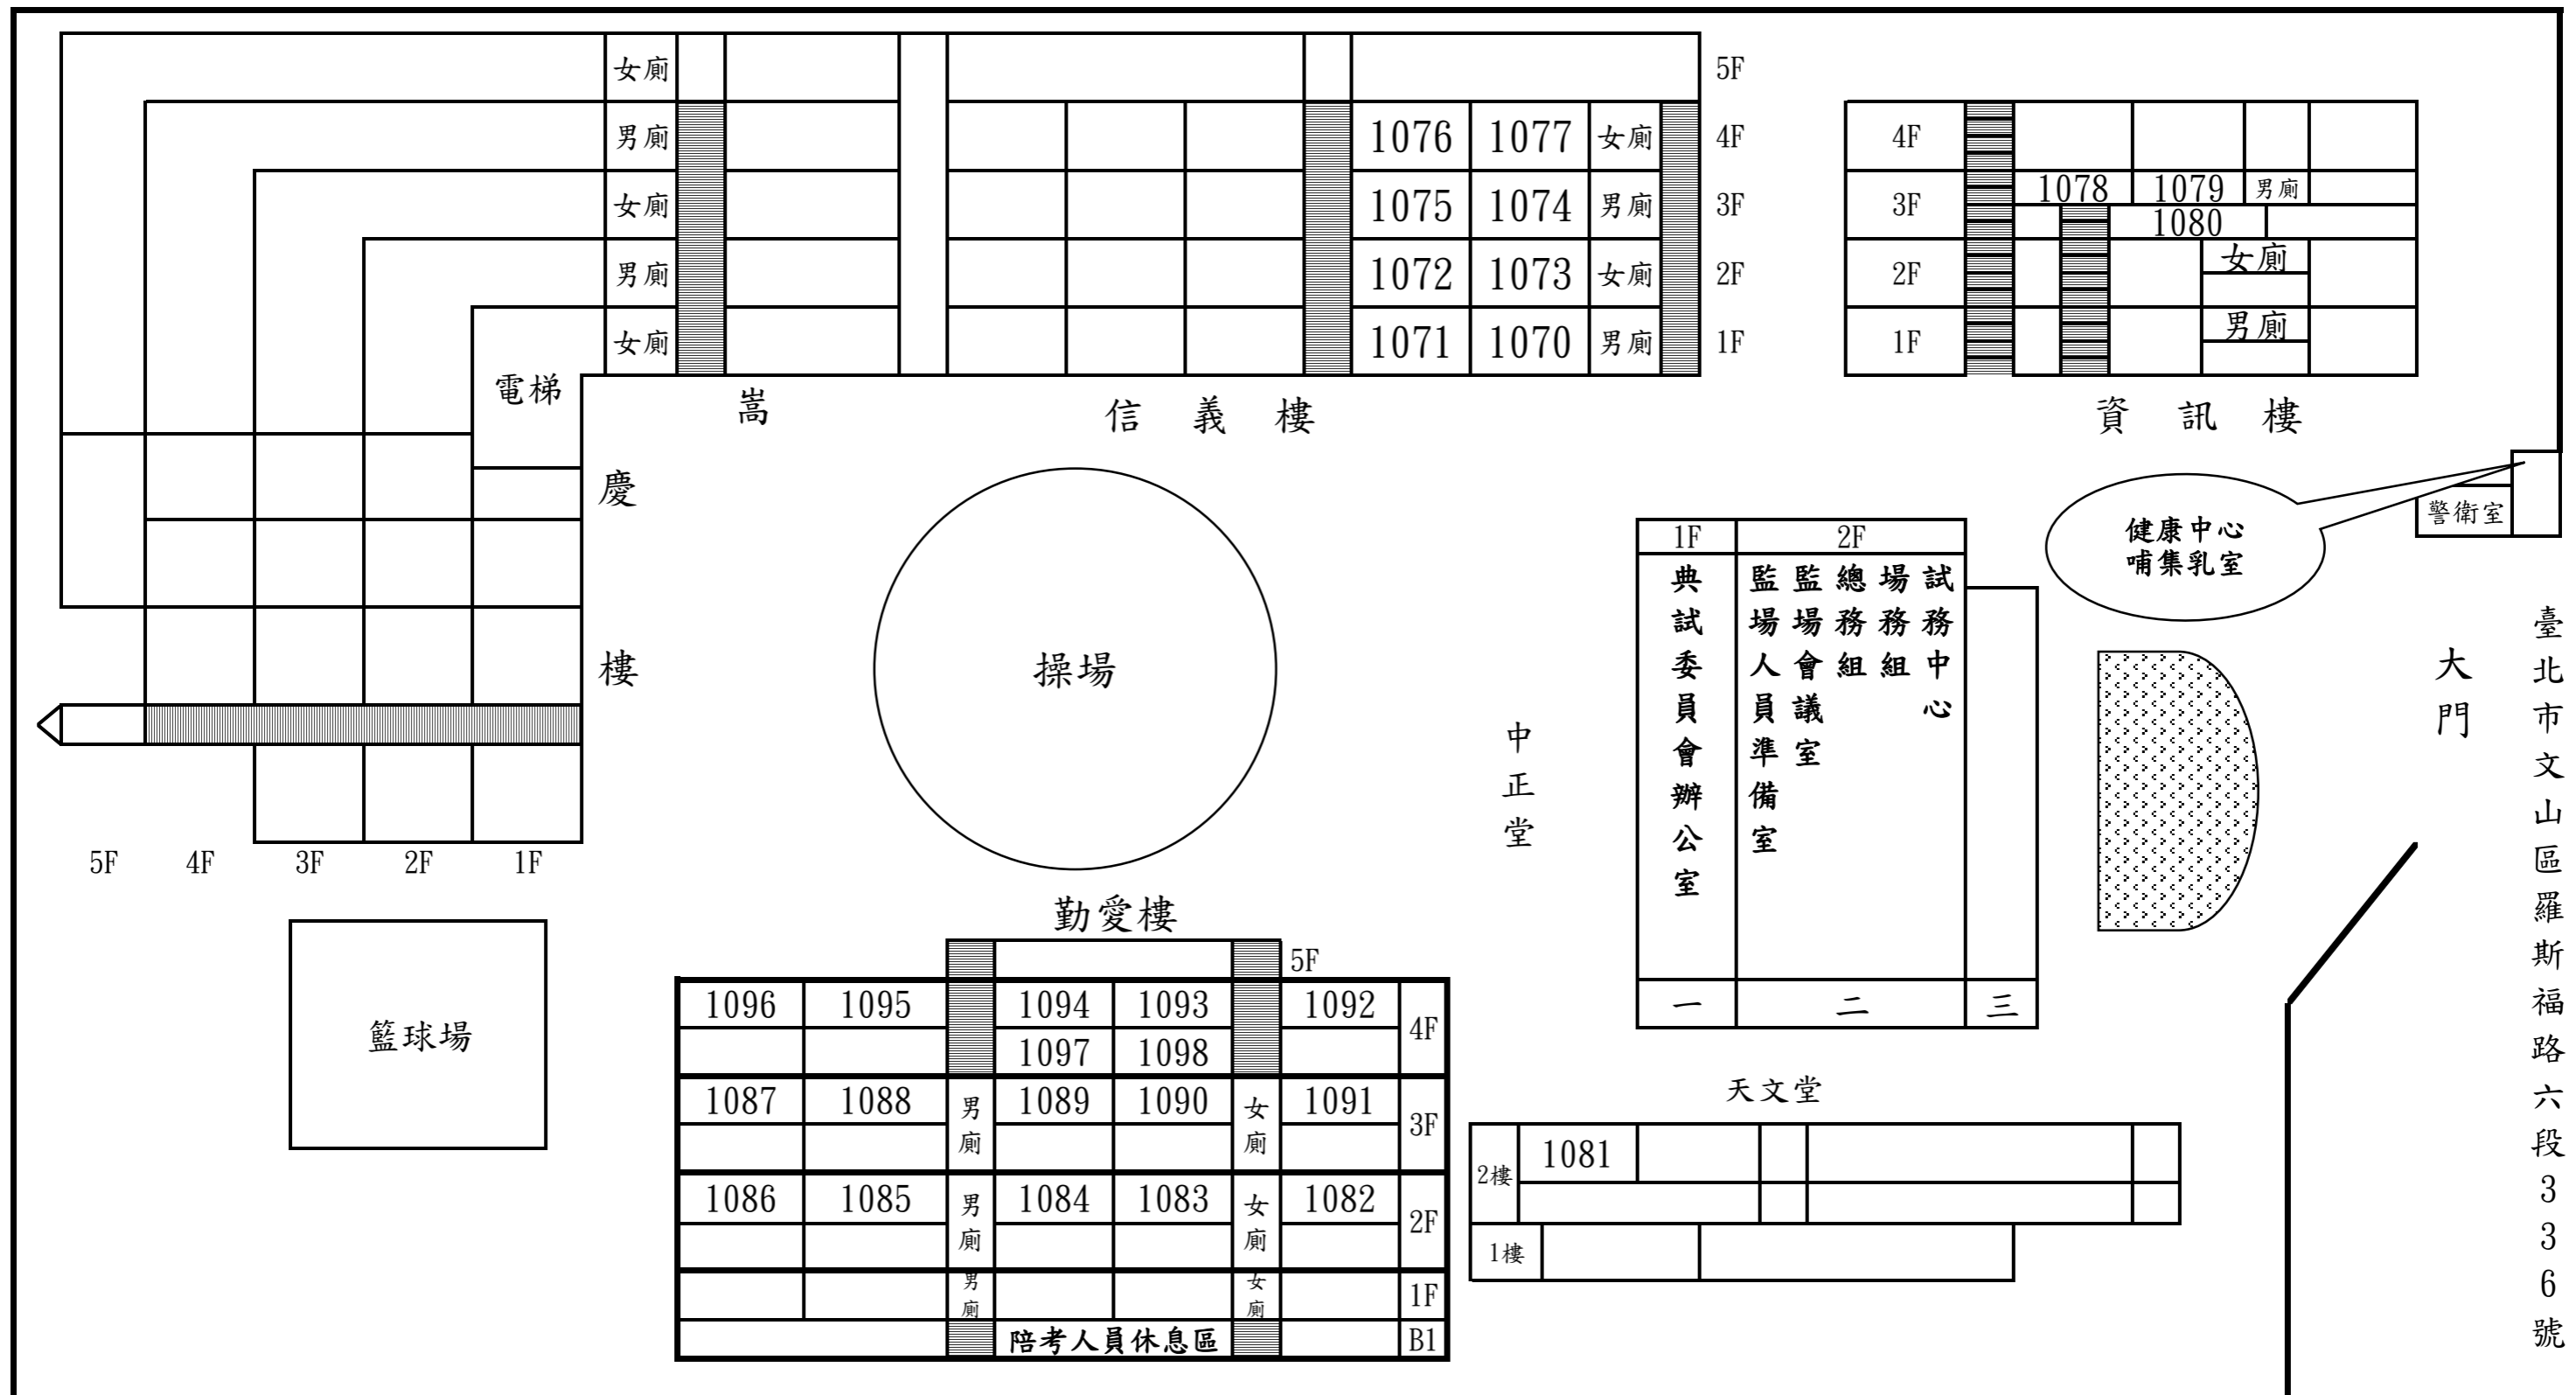 女廁
5F
男廁
1076 1077 女廁 4F
女廁
1075 1074 男廁 3F
男廁
1072 1073 女廁 2F
女廁
1071 1070 男廁 1F
電梯
嵩慶樓
信義樓
4F
3F 1078 1079 男廁
1080
2F 女廁
1F 男廁
資訊樓
健康中心
哺集乳室
警衛室
操場
中正堂
1F 2F
典試委員會辦公室
監場人員準備室
監場會議室
總務組
場務組
試務中心
一 二 三
大門
臺北市文山區羅斯福路六段336號
5F 4F 3F 2F 1F
籃球場
勤愛樓
5F
1096 1095 1094 1093 1092 4F
1097 1098
1087 1088 男廁 1089 1090 女廁 1091 3F
1086 1085 男廁 1084 1083 女廁 1082 2F
男廁 女廁 1F
陪考人員休息區 B1
天文堂
2樓 1081
1樓